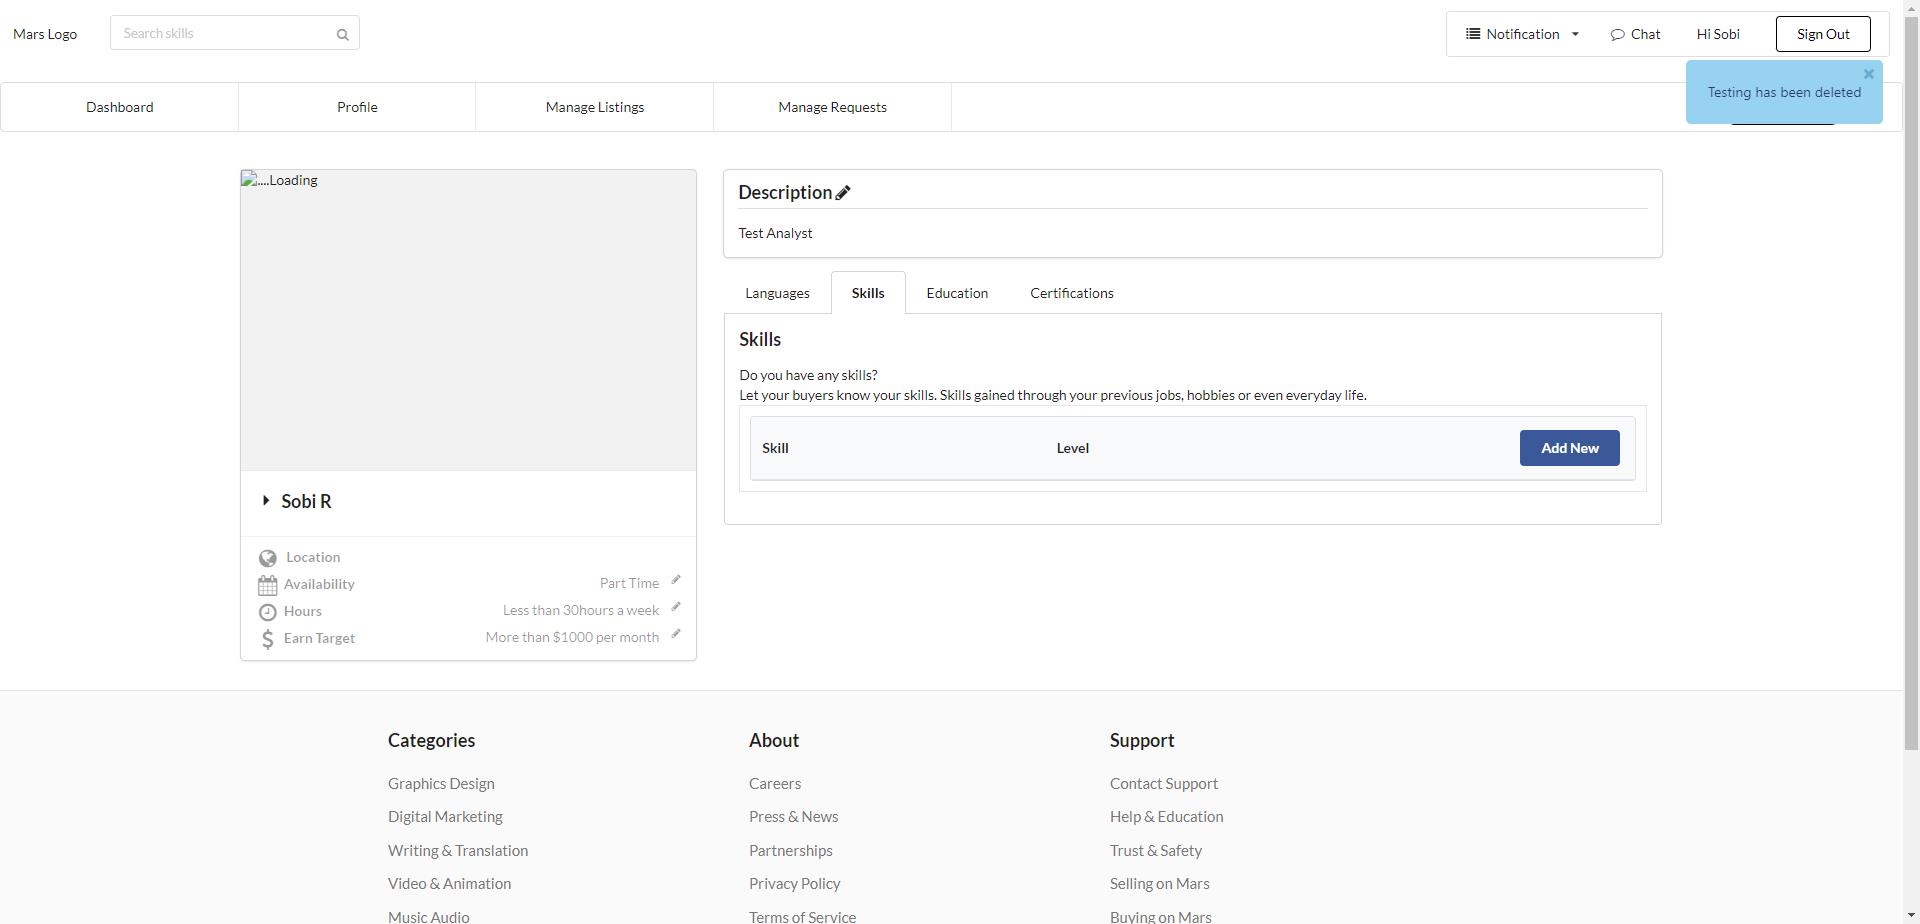 Mars Logo
Search skills
Notification
Chat
Hi Sobi
Sign Out
Testing has been deleted
Dashboard
Profile
Manage Listings
Manage Requests
....Loading
Description
Test Analyst
Languages
Skills
Education
Certifications
Skills
Do you have any skills?
Let your buyers know your skills. Skills gained through your previous jobs, hobbies or even everyday life.
Skill
Level
Add New
Sobi R
Location
Availability
Part Time
Hours
Less than 30hours a week
Earn Target
More than $1000 per month
Categories
Graphics Design
Digital Marketing
Writing & Translation
Video & Animation
Music Audio
About
Careers
Press & News
Partnerships
Privacy Policy
Terms of Service
Support
Contact Support
Help & Education
Trust & Safety
Selling on Mars
Buying on Mars